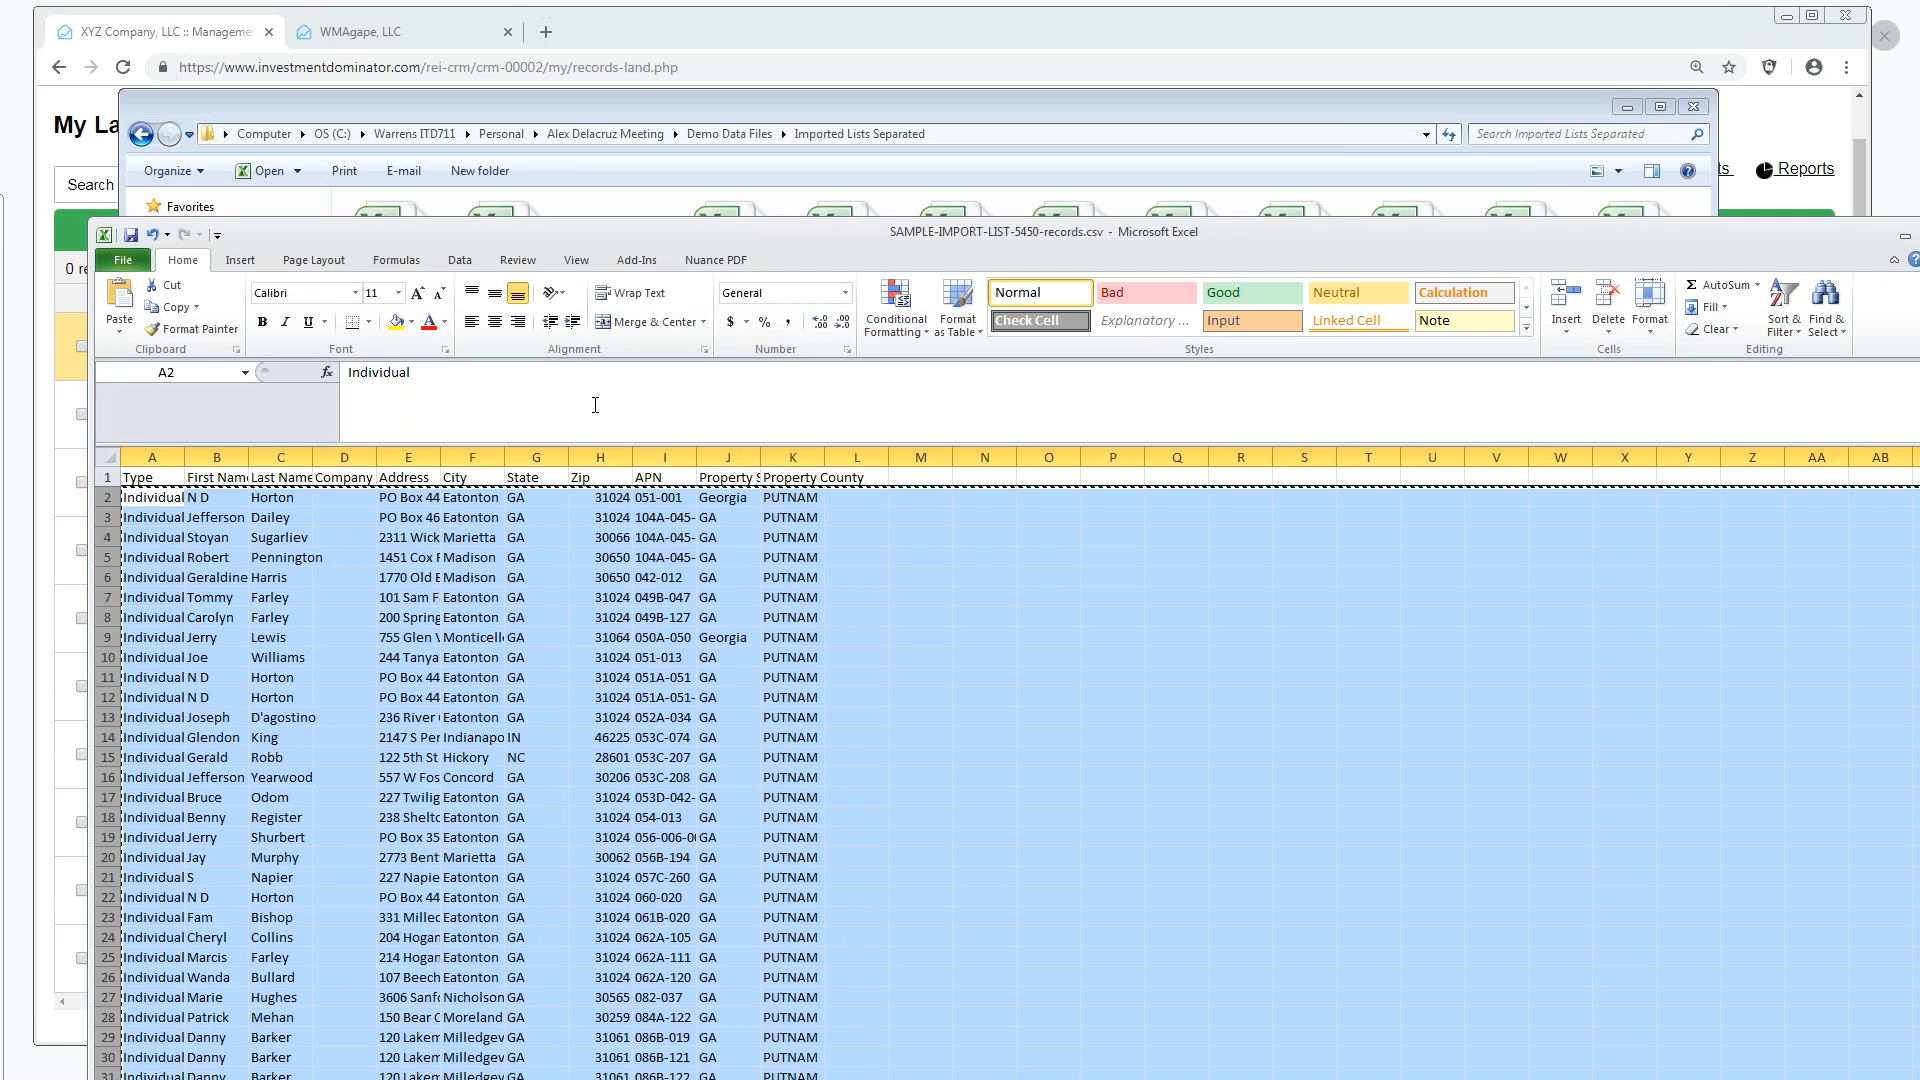 XYZ Company, LLC :: Manageme
WMAgape, LLC
https://www.investmentdominator.com/rei-crm/crm-00002/my/records-land.php
My La
Computer OS (C:) Warrens ITD711 Personal Alex Delacruz Meeting Demo Data Files Imported Lists Separated
Search Imported Lists Separated
Organize Open Print E-mail New folder
ts Reports
Search
Favorites
SAMPLE-IMPORT-LIST-5450-records.csv - Microsoft Excel
File Home Insert Page Layout Formulas Data Review View Add-Ins Nuance PDF
0 re
Paste Cut Copy Format Painter
Clipboard
Calibri 11
B I U
Font
Wrap Text
Merge & Center
Alignment
General
$ % ,
Number
Conditional Formatting Format as Table
Normal Bad Good Neutral Calculation
Check Cell Explanatory ... Input Linked Cell Note
Styles
Insert Delete Format
Cells
Σ AutoSum Fill Clear Sort & Filter Find & Select
Editing
A2 fx Individual
A B C D E F G H I J K L M N O P Q R S T U V W X Y Z AA AB
1 Type First Nam Last Name Company Address City State Zip APN Property S Property County
2 Individual N D Horton PO Box 44 Eatonton GA 31024 051-001 Georgia PUTNAM
3 Individual Jefferson Dailey PO Box 46 Eatonton GA 31024 104A-045- GA PUTNAM
4 Individual Stoyan Sugarliev 2311 Wick Marietta GA 30066 104A-045- GA PUTNAM
5 Individual Robert Pennington 1451 Cox Madison GA 30650 104A-045- GA PUTNAM
6 Individual Geraldine Harris 1770 Old Madison GA 30650 042-012 GA PUTNAM
7 Individual Tommy Farley 101 Sam F Eatonton GA 31024 049B-047 GA PUTNAM
8 Individual Carolyn Farley 200 Spring Eatonton GA 31024 049B-127 GA PUTNAM
9 Individual Jerry Lewis 755 Glen Monticell GA 31064 050A-050 Georgia PUTNAM
10 Individual Joe Williams 244 Tanya Eatonton GA 31024 051-013 GA PUTNAM
11 Individual N D Horton PO Box 44 Eatonton GA 31024 051A-051 GA PUTNAM
12 Individual N D Horton PO Box 44 Eatonton GA 31024 051A-051- GA PUTNAM
13 Individual Joseph D'agostino 236 River Eatonton GA 31024 052A-034 GA PUTNAM
14 Individual Glendon King 2147 S Per Indianapo IN 46225 053C-074 GA PUTNAM
15 Individual Gerald Robb 122 5th St Hickory NC 28601 053C-207 GA PUTNAM
16 Individual Jefferson Yearwood 557 W Fos Concord GA 30206 053C-208 GA PUTNAM
17 Individual Bruce Odom 227 Twilig Eatonton GA 31024 053D-042- GA PUTNAM
18 Individual Benny Register 238 Shelto Eatonton GA 31024 054-013 GA PUTNAM
19 Individual Jerry Shurbert PO Box 35 Eatonton GA 31024 056-006-0 GA PUTNAM
20 Individual Jay Murphy 2773 Bent Marietta GA 30062 056B-194 GA PUTNAM
21 Individual S Napier 227 Napie Eatonton GA 31024 057C-260 GA PUTNAM
22 Individual N D Horton PO Box 44 Eatonton GA 31024 060-020 GA PUTNAM
23 Individual Fam Bishop 331 Milled Eatonton GA 31024 061B-020 GA PUTNAM
24 Individual Cheryl Collins 204 Hogan Eatonton GA 31024 062A-105 GA PUTNAM
25 Individual Marcis Farley 214 Hogan Eatonton GA 31024 062A-111 GA PUTNAM
26 Individual Wanda Bullard 107 Beech Eatonton GA 31024 062A-120 GA PUTNAM
27 Individual Marie Hughes 3606 Sanf Nicholson GA 30565 082-037 GA PUTNAM
28 Individual Patrick Mehan 150 Bear C Moreland GA 30259 084A-122 GA PUTNAM
29 Individual Danny Barker 120 Lakem Milledgev GA 31061 086B-019 GA PUTNAM
30 Individual Danny Barker 120 Lakem Milledgev GA 31061 086B-121 GA PUTNAM
31 Individual Danny Barker 120 Lakem Milledgev GA 31061 086B-122 GA PUTNAM